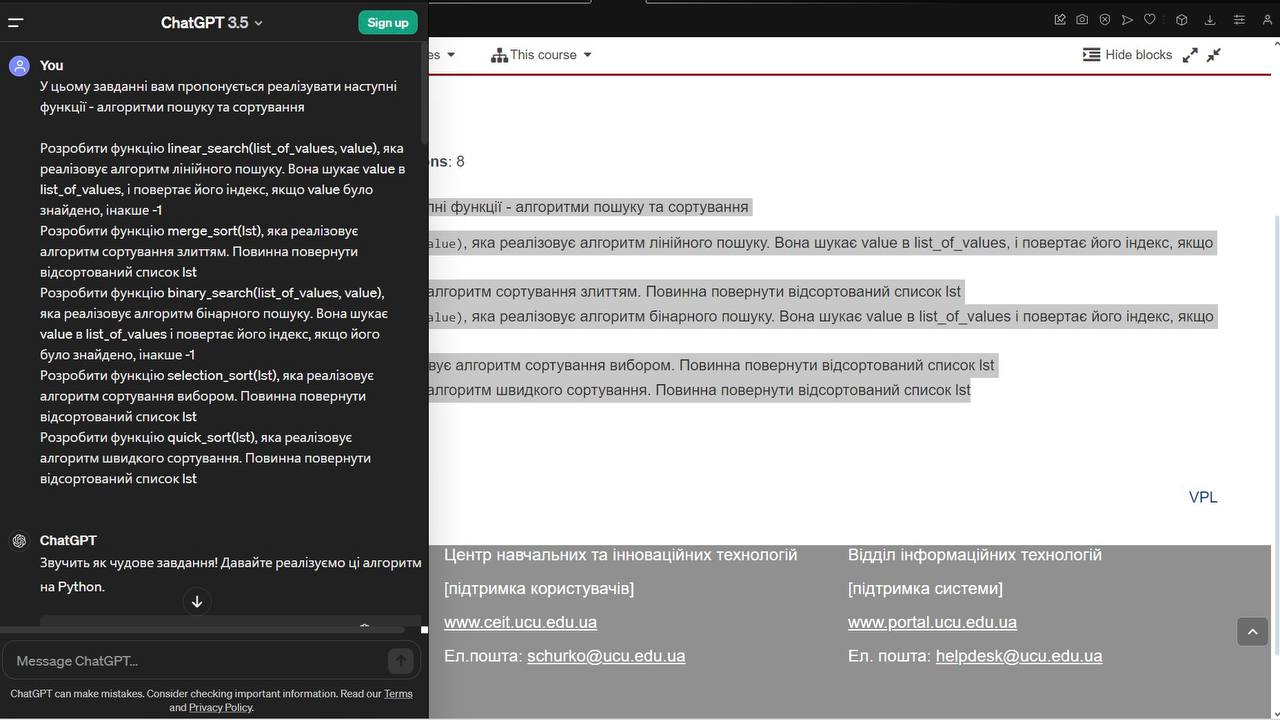 ChatGPT 3.5
Sign up
You
У цьому завданні вам пропонується реалізувати наступні
функції - алгоритми пошуку та сортування
Розробити функцію linear_search(list_of_values, value), яка
реалізовує алгоритм лінійного пошуку. Вона шукає value в
list_of_values, і повертає його індекс, якщо value було
знайдено, інакше -1
Розробити функцію merge_sort(lst), яка реалізовує
алгоритм сортування злиттям. Повинна повернути
відсортований список lst
Розробити функцію binary_search(list_of_values, value),
яка реалізовує алгоритм бінарного пошуку. Вона шукає
value в list_of_values і повертає його індекс, якщо його
було знайдено, інакше -1
Розробити функцію selection_sort(lst), яка реалізовує
алгоритм сортування вибором. Повинна повернути
відсортований список lst
Розробити функцію quick_sort(lst), яка реалізовує
алгоритм швидкого сортування. Повинна повернути
відсортований список lst
ChatGPT
Звучить як чудове завдання! Давайте реалізуємо ці алгоритм
на Python.
Message ChatGPT...
ChatGPT can make mistakes. Consider checking important information. Read our Terms
and Privacy Policy.
es
This course
Hide blocks
ons: 8
пні функції - алгоритми пошуку та сортування
alue), яка реалізовує алгоритм лінійного пошуку. Вона шукає value в list_of_values, і повертає його індекс, якщо
алгоритм сортування злиттям. Повинна повернути відсортований список lst
alue), яка реалізовує алгоритм бінарного пошуку. Вона шукає value в list_of_values і повертає його індекс, якщо
вує алгоритм сортування вибором. Повинна повернути відсортований список lst
алгоритм швидкого сортування. Повинна повернути відсортований список lst
VPL
Центр навчальних та інноваційних технологій
[підтримка користувачів]
www.ceit.ucu.edu.ua
Ел.пошта: schurko@ucu.edu.ua
Відділ інформаційних технологій
[підтримка системи]
www.portal.ucu.edu.ua
Ел. пошта: helpdesk@ucu.edu.ua